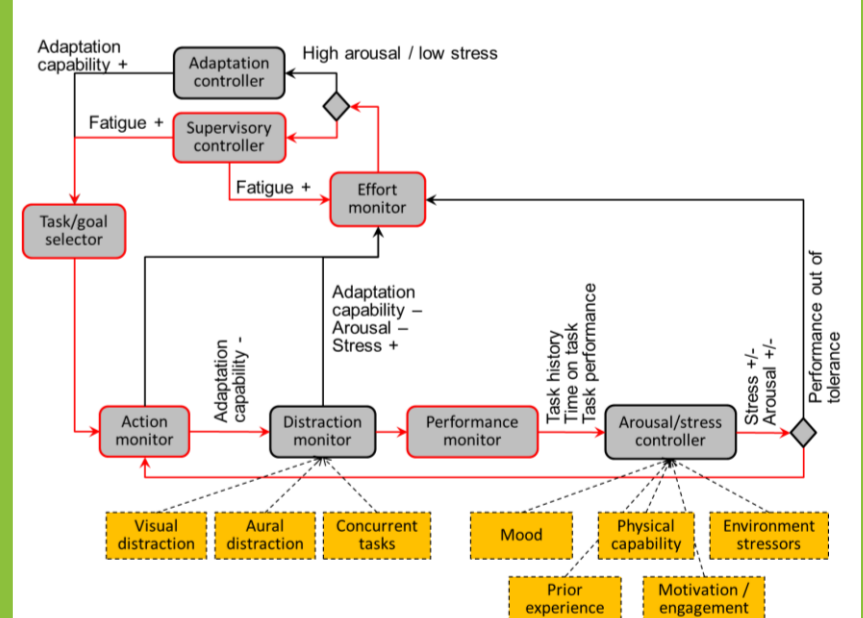 Adaptation
capability +
Adaptation
controller
High arousal / low stress
Fatigue +
Supervisory
controller
Fatigue +
Effort
monitor
Task/goal
selector
Adaptation
capability –
Arousal –
Stress +
Action
monitor
Adaptation
capability -
Distraction
monitor
Performance
monitor
Task history
Time on task
Task performance
Arousal/stress
controller
Stress +/-
Arousal +/-
Performance out of
tolerance
Visual
distraction
Aural
distraction
Concurrent
tasks
Mood
Physical
capability
Environment
stressors
Prior
experience
Motivation /
engagement